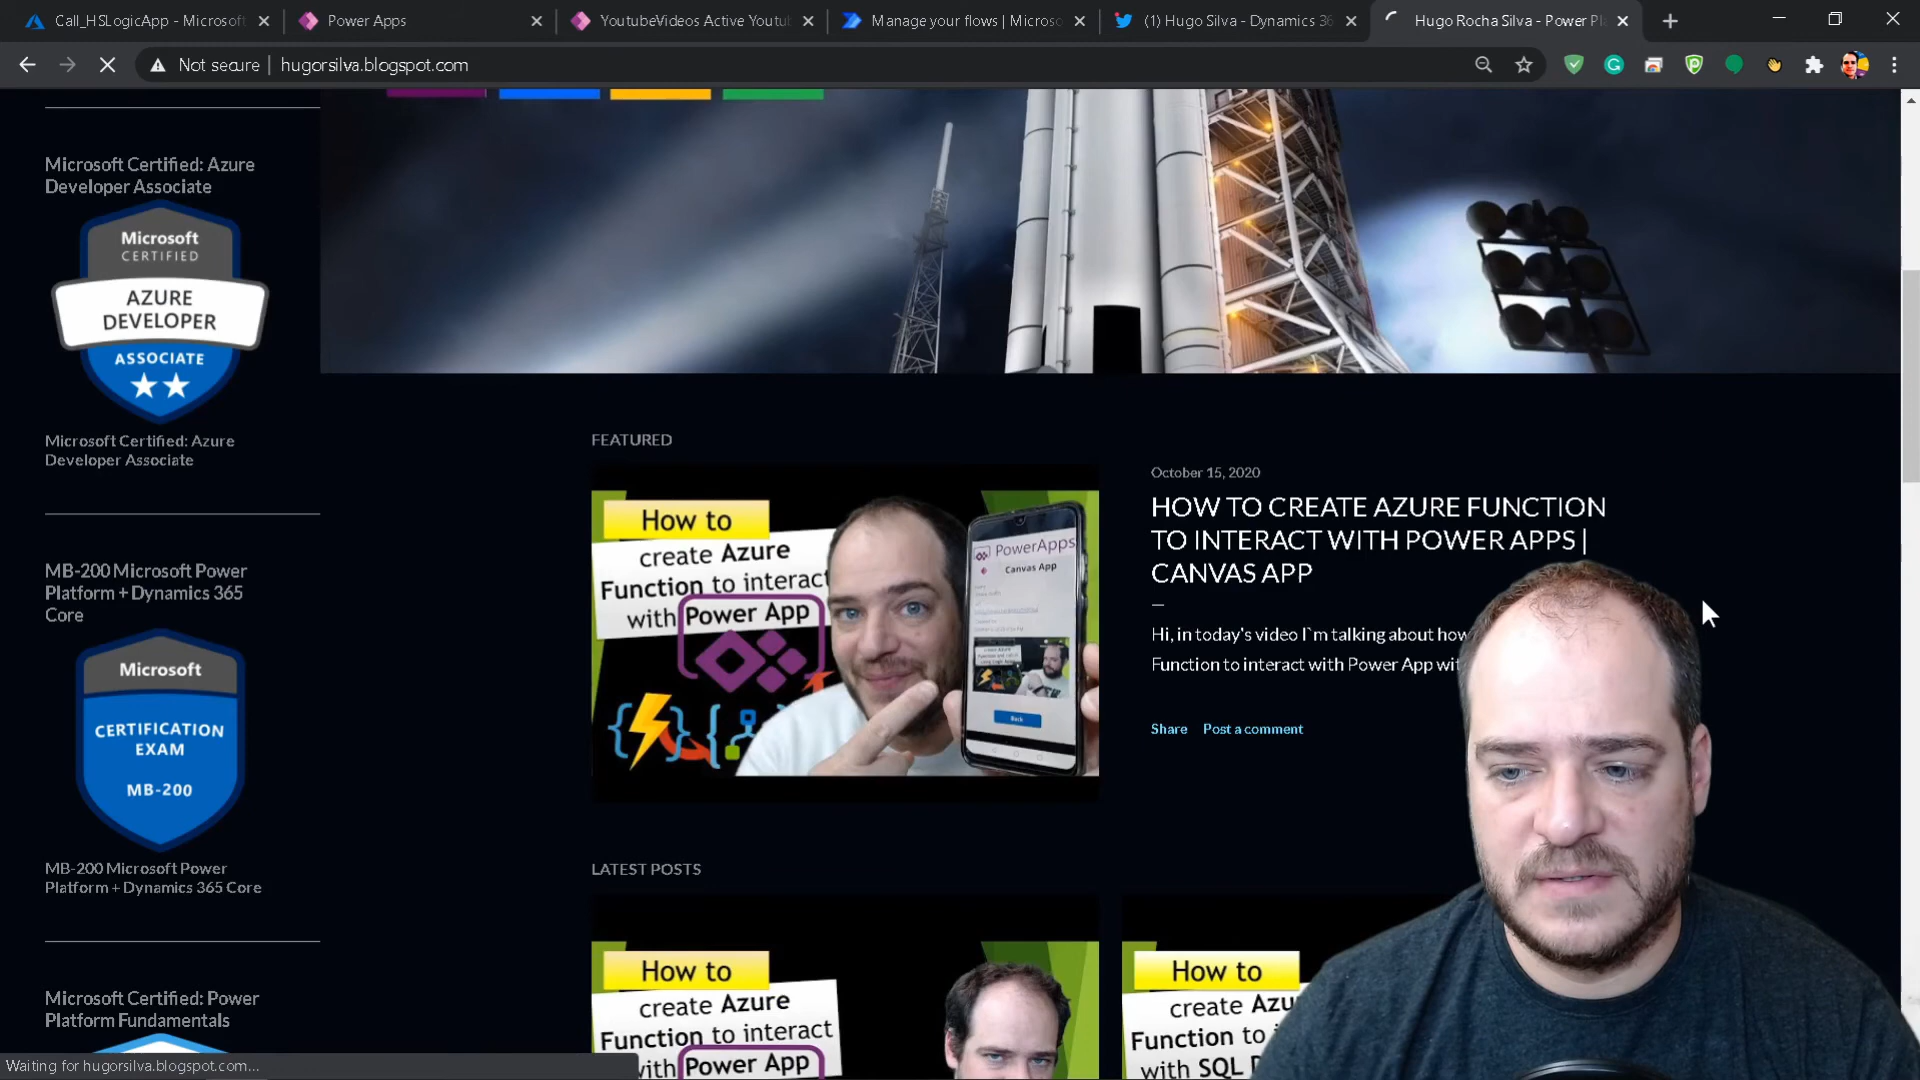 Call_HSLogicApp - Microsoft
Power Apps
YoutubeVideos Active Youtu
Manage your flows | Microso
(1) Hugo Silva - Dynamics 36
Hugo Rocha Silva - Power Pl
Not secure
hugorsilva.blogspot.com
Microsoft Certified: Azure
Developer Associate
Microsoft
CERTIFIED
AZURE
DEVELOPER
ASSOCIATE
Microsoft Certified: Azure
Developer Associate
MB-200 Microsoft Power
Platform + Dynamics 365
Core
Microsoft
CERTIFICATION
EXAM
MB-200
MB-200 Microsoft Power
Platform + Dynamics 365 Core
Microsoft Certified: Power
Platform Fundamentals
FEATURED
How to
create Azure
Function to interact
with Power App
PowerApps
Canvas App
Back
October 15, 2020
HOW TO CREATE AZURE FUNCTION
TO INTERACT WITH POWER APPS |
CANVAS APP
Hi, in today's video I`m talking about how
Function to interact with Power App wit
Share
Post a comment
LATEST POSTS
How to
create Azure
Function to interact
with Power App
How to
create Azu
Function to i
with SQL D
Waiting for hugorsilva.blogspot.com...